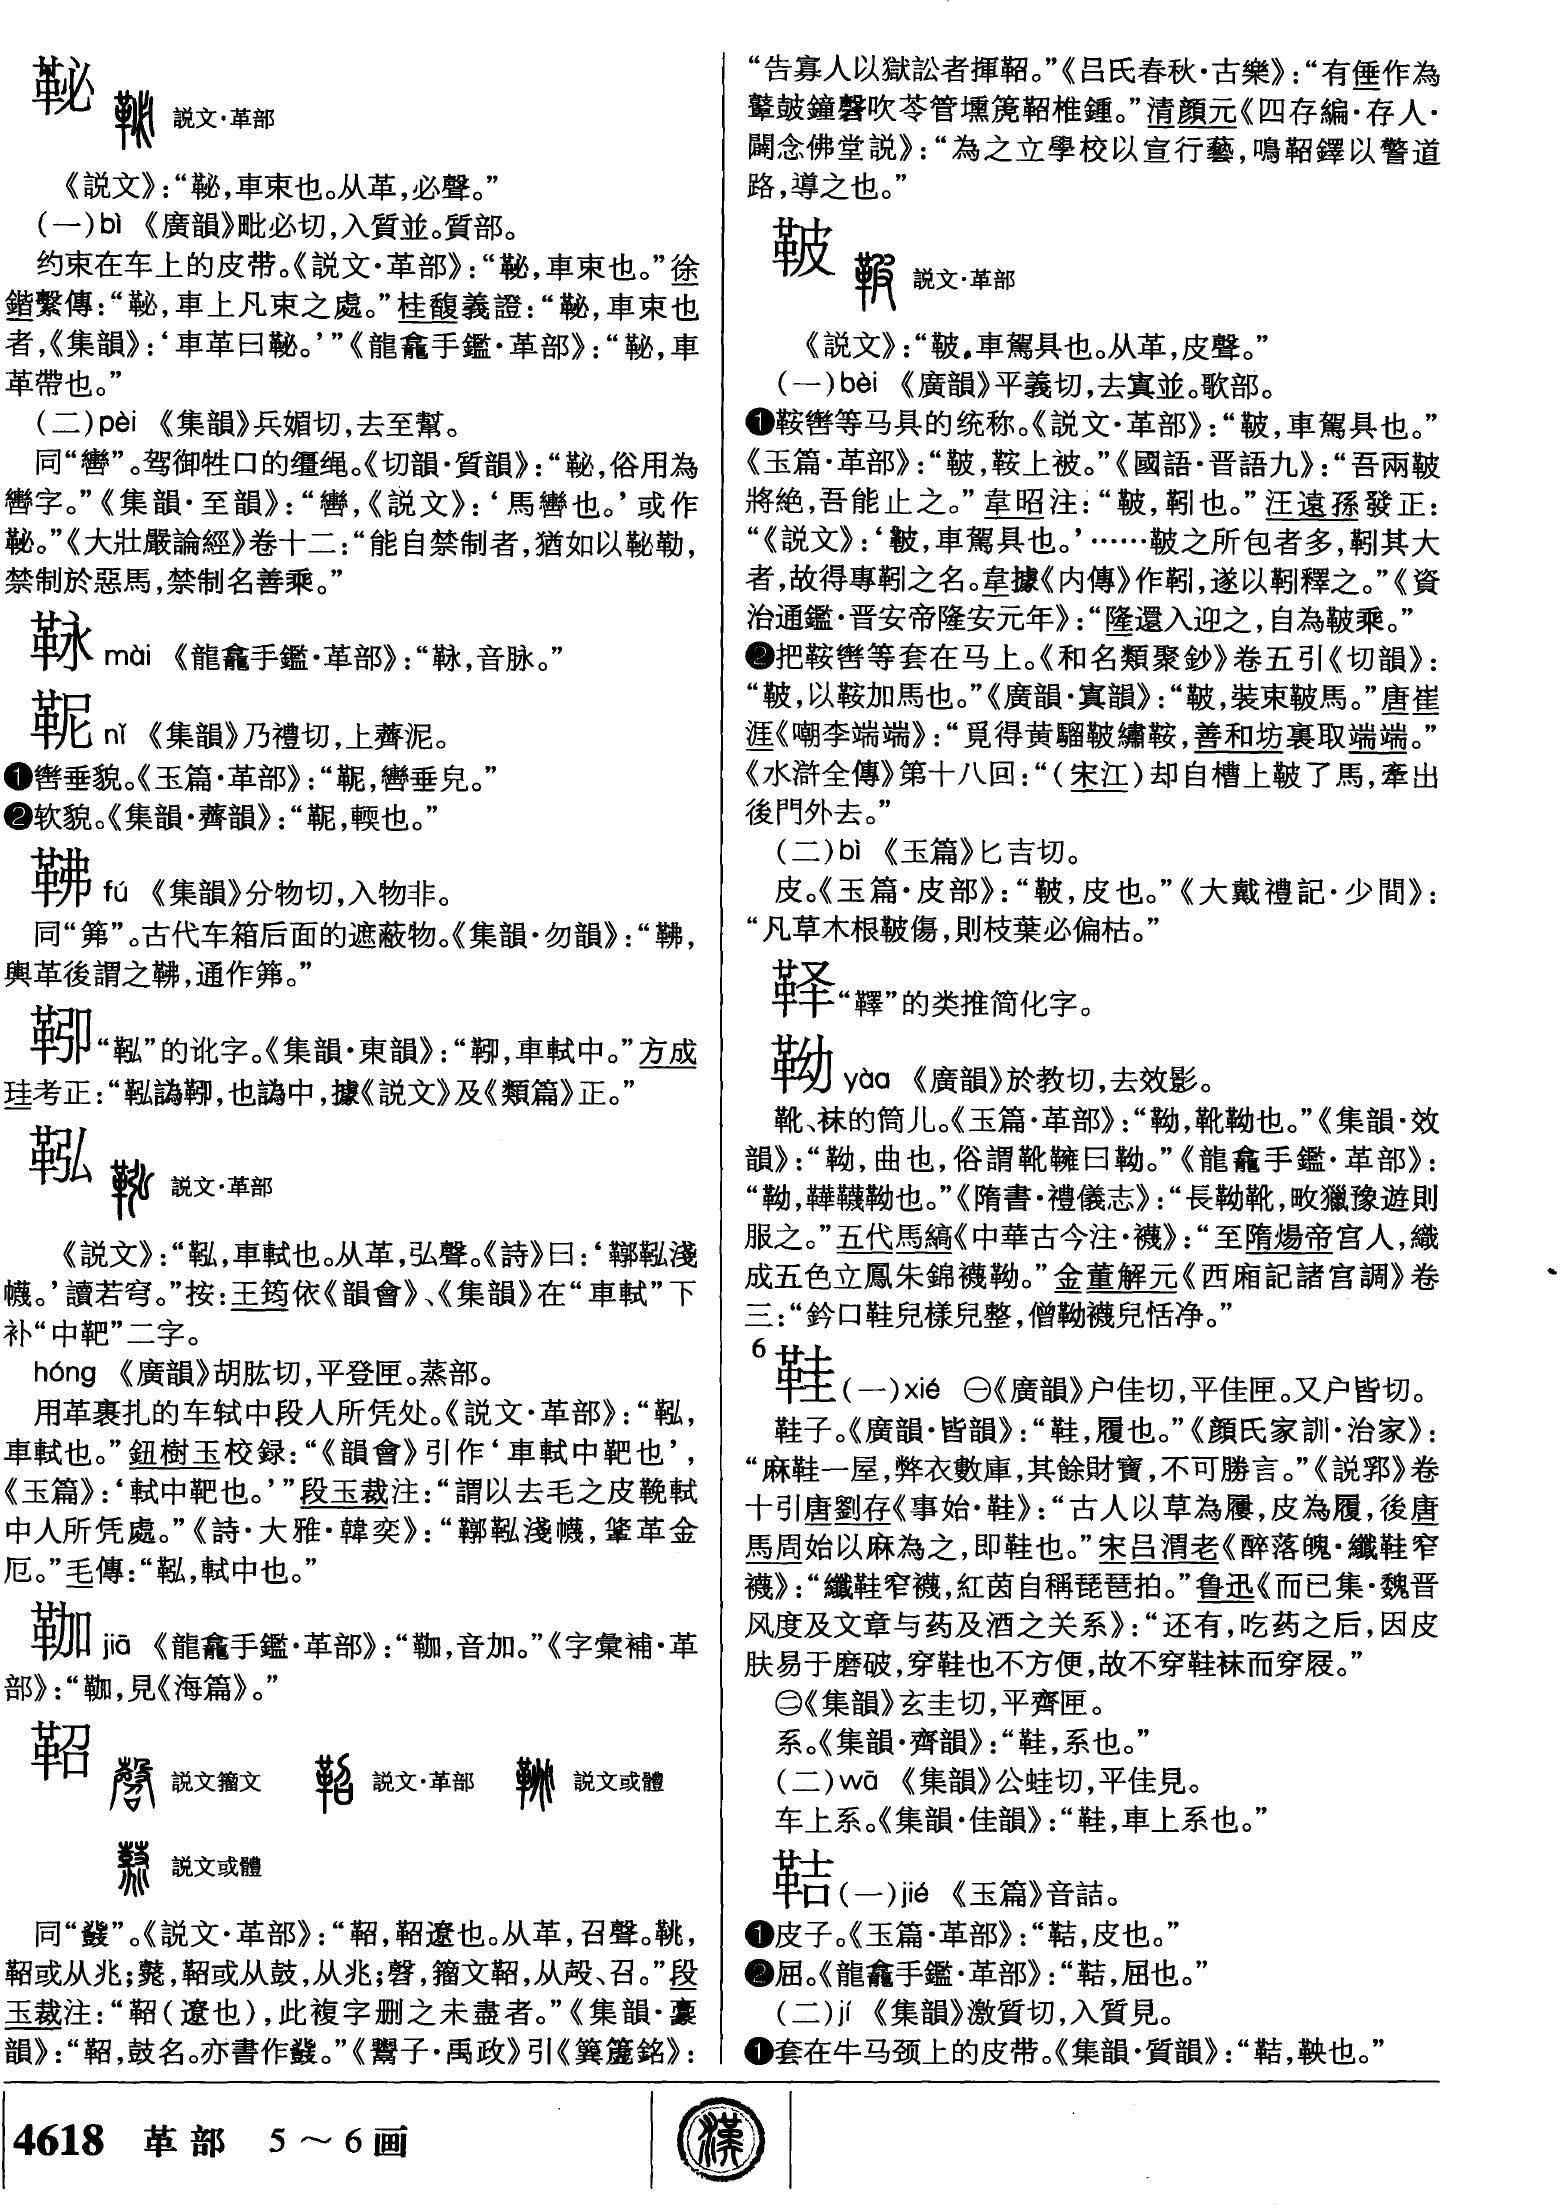 䪐 説文·革部
《説文》：“䪐，車束也。从革，必聲。”
(一)bì 《廣韻》毗必切，入質並。質部。
约束在车上的皮带。《説文·革部》：“䪐，車束也。”徐
鍇繫傳：“䪐，車上凡束之處。”桂馥義證：“䪐，車束也
者，《集韻》：‘車革曰䪐。’”《龍龕手鑑·革部》：“䪐，車
革帶也。”
(二)pèi 《集韻》兵媚切，去至幫。
同“轡”。驾御牲口的缰绳。《切韻·質韻》：“䪐，俗用為
轡字。”《集韻·至韻》：“轡，《説文》：‘馬轡也。’或作
䪐。”《大壯嚴論經》卷十二：“能自禁制者，猶如以䪐勒，
禁制於惡馬，禁制名善乘。”
mài 《龍龕手鑑·革部》：“，音脉。”
nǐ 《集韻》乃禮切，上薺泥。
❶辔垂貌。《玉篇·革部》：“，轡垂皃。”
❷软貌。《集韻·薺韻》：“，輭也。”
fú 《集韻》分物切，入物非。
同“笰”。古代车箱后面的遮蔽物。《集韻·勿韻》：“，
輿革後謂之，通作笰。”
“鞃”的讹字。《集韻·東韻》：“，車軾中。”方成
珪考正：“鞃譌，也譌中，據《説文》及《類篇》正。”
鞃 説文·革部
《説文》：“鞃，車軾也。从革，弘聲。《詩》曰：‘鞹鞃淺
幭。’讀若穹。”按：王筠依《韻會》、《集韻》在“車軾”下
补“中靶”二字。
hóng 《廣韻》胡肱切，平登匣。蒸部。
用革裹扎的车轼中段人所凭处。《説文·革部》：“鞃，
車軾也。”鈕樹玉校録：“《韻會》引作‘車軾中靶也’，
《玉篇》：‘軾中靶也。’”段玉裁注：“謂以去毛之皮鞔軾
中人所凭處。”《詩·大雅·韓奕》：“鞹鞃淺幭，鞗革金
厄。”毛傳：“鞃，軾中也。”
jiā 《龍龕手鑑·革部》：“，音加。”《字彙補·革
部》：“，見《海篇》。”
鞀 説文籀文 説文·革部 説文或體
説文或體
同“鼗”。《説文·革部》：“鞀，鞀遼也。从革，召聲。鞉，
鞀或从兆；鼗，鞀或从鼓，从兆；磬，籀文鞀，从殸、召。”段
玉裁注：“鞀（遼也），此複字删之未盡者。”《集韻·豪
韻》：“鞀，鼓名。亦書作鼗。”《鬻子·禹政》引《簨簴銘》：
“告寡人以獄訟者揮鞀。”《吕氏春秋·古樂》：“有倕作為
鼙鼓鐘磬吹苓管壎篪鞀椎鍾。”清顔元《四存編·存人·
闢念佛堂説》：“為之立學校以宣行藝，鳴鞀鐸以警道
路，導之也。”
鞁 説文·革部
《説文》：“鞁，車駕具也。从革，皮聲。”
(一)bèi 《廣韻》平義切，去寘並。歌部。
❶鞍辔等马具的统称。《説文·革部》：“鞁，車駕具也。”
《玉篇·革部》：“鞁，鞍上被。”《國語·晋語九》：“吾兩鞁
將絶，吾能止之。”韋昭注：“鞁，靷也。”汪遠孫發正：
“《説文》：‘鞁，車駕具也。’……鞁之所包者多，靷其大
者，故得專靷之名。韋據《内傳》作靷，遂以靷釋之。”《資
治通鑑·晋安帝隆安元年》：“隆還入迎之，自為鞁乘。”
❷把鞍辔等套在马上。《和名類聚鈔》卷五引《切韻》：
“鞁，以鞍加馬也。”《廣韻·寘韻》：“鞁，裝束鞁馬。”唐崔
涯《嘲李端端》：“覓得黄騮鞁繡鞍，善和坊裏取端端。”
《水滸全傳》第十八回：“（宋江）却自槽上鞁了馬，牽出
後門外去。”
(二)bì 《玉篇》匕吉切。
皮。《玉篇·皮部》：“鞁，皮也。”《大戴禮記·少間》：
“凡草木根鞁傷，則枝葉必偏枯。”
“䪑”的类推简化字。
靿 yàa 《廣韻》於教切，去效影。
靴、袜的筒儿。《玉篇·革部》：“靿，靴靿也。”《集韻·效
韻》：“靿，曲也，俗謂靴䩺曰靿。”《龍龕手鑑·革部》：
“靿，鞾韈靿也。”《隋書·禮儀志》：“長靿靴，畋獵豫遊則
服之。”五代馬縞《中華古今注·襪》：“至隋煬帝宫人，織
成五色立鳳朱錦襪靿。”金董解元《西廂記諸宫調》卷
三：“鈐口鞋兒樣兒整，僧靿襪兒恬净。”
6
鞋 (一)xié ㊀《廣韻》户佳切，平佳匣。又户皆切。
鞋子。《廣韻·皆韻》：“鞋，履也。”《顔氏家訓·治家》：
“麻鞋一屋，弊衣數庫，其餘財寶，不可勝言。”《説郛》卷
十引唐劉存《事始·鞋》：“古人以草為屨，皮為履，後唐
馬周始以麻為之，即鞋也。”宋吕渭老《醉落魄·纖鞋窄
襪》：“纖鞋窄襪，紅茵自稱琵琶拍。”鲁迅《而已集·魏晋
风度及文章与药及酒之关系》：“还有，吃药之后，因皮
肤易于磨破，穿鞋也不方便，故不穿鞋袜而穿屐。”
㊁《集韻》玄圭切，平齊匣。
系。《集韻·齊韻》：“鞋，系也。”
(二)wā 《集韻》公蛙切，平佳見。
车上系。《集韻·佳韻》：“鞋，車上系也。”
鞊 (一)jié 《玉篇》音詰。
❶皮子。《玉篇·革部》：“鞊，皮也。”
❷屈。《龍龕手鑑·革部》：“鞊，屈也。”
(二)jí 《集韻》激質切，入質見。
❶套在牛马颈上的皮带。《集韻·質韻》：“鞊，鞅也。”
4618 革部 5～6画
漢